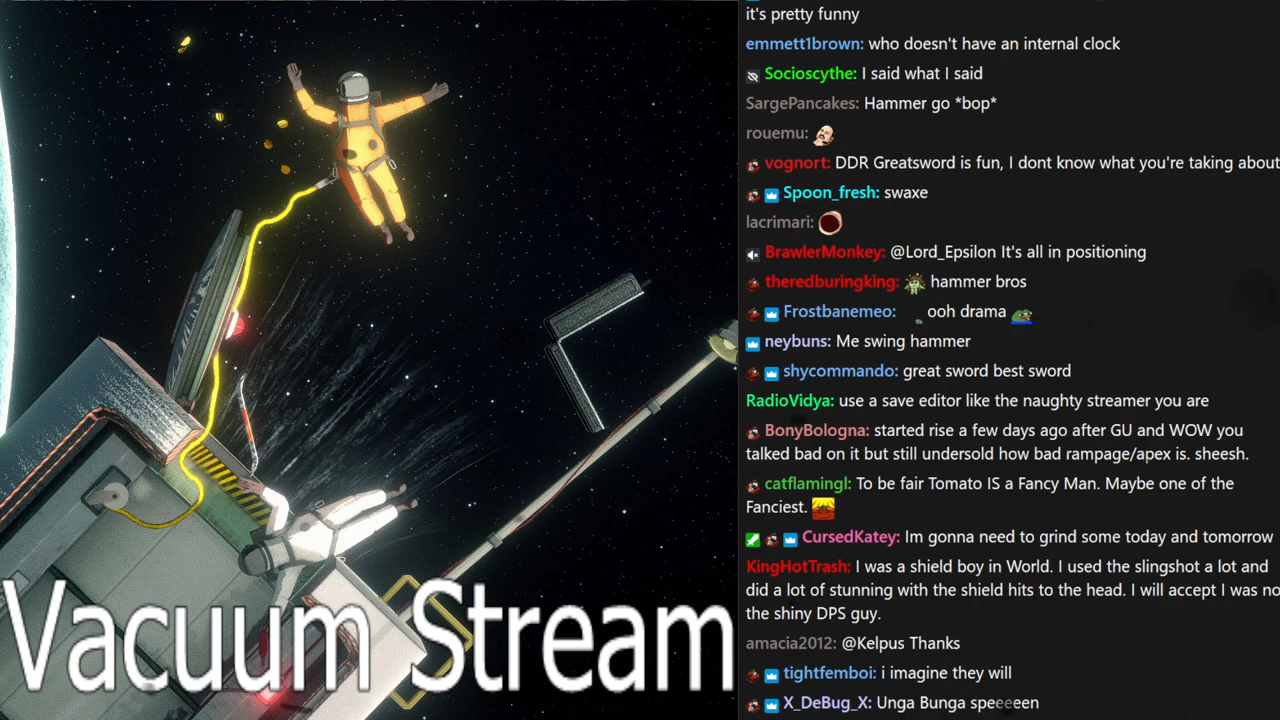 it's pretty funny
emmett1brown: who doesn't have an internal clock
Socioscythe: I said what I said
SargePancakes: Hammer go *bop*
rouemu:
vognort: DDR Greatsword is fun, I dont know what you're taking about
Spoon_fresh: swaxe
lacrimari:
BrawlerMonkey: @Lord_Epsilon It's all in positioning
theredburingking: hammer bros
Frostbanemeo: ooh drama
neybuns: Me swing hammer
shycommando: great sword best sword
RadioVidya: use a save editor like the naughty streamer you are
BonyBologna: started rise a few days ago after GU and WOW you
talked bad on it but still undersold how bad rampage/apex is. sheesh.
catflamingl: To be fair Tomato IS a Fancy Man. Maybe one of the
Fanciest.
CursedKatey: Im gonna need to grind some today and tomorrow
KingHotTrash: I was a shield boy in World. I used the slingshot a lot and
did a lot of stunning with the shield hits to the head. I will accept I was no
the shiny DPS guy.
amacia2012: @Kelpus Thanks
tightfemboi: i imagine they will
X_DeBug_X: Unga Bunga speeeeen
Vacuum Stream